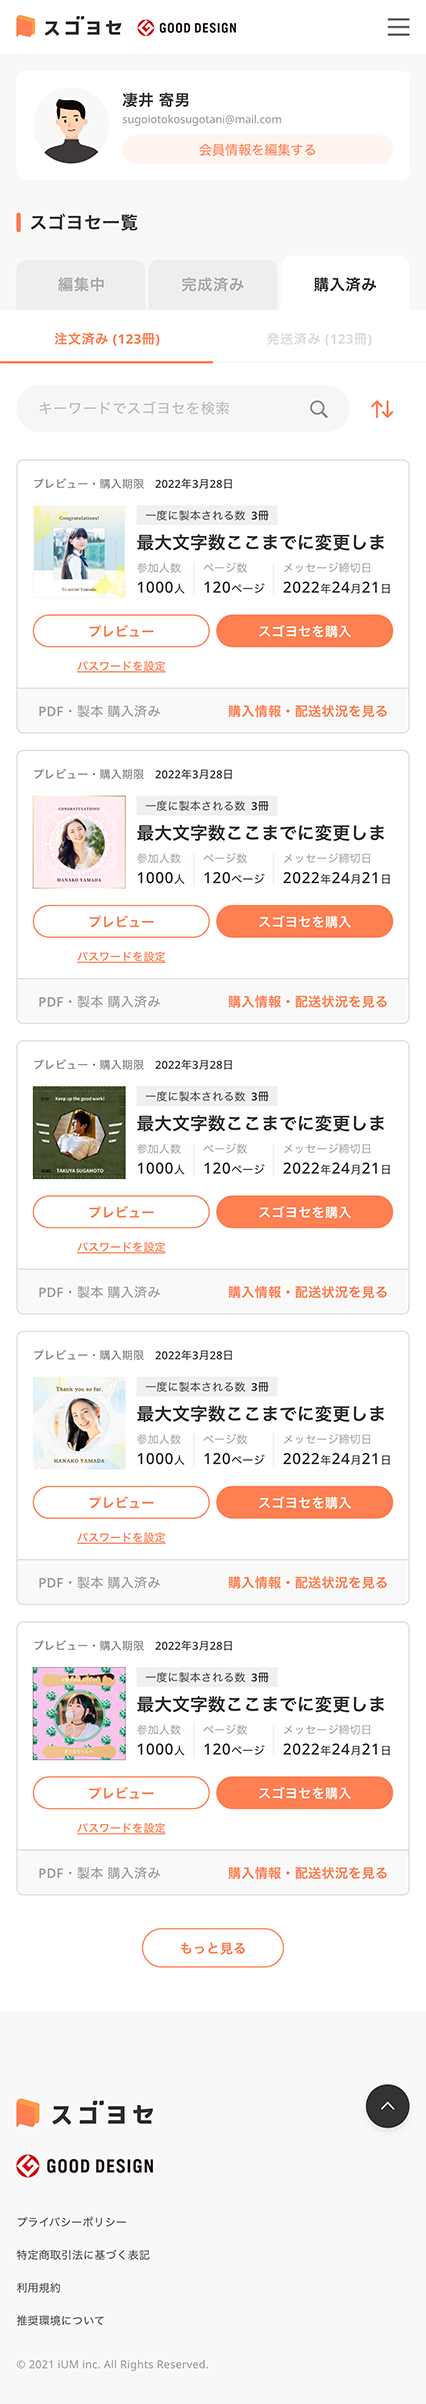 スゴヨセ GOOD DESIGN
凄井 寄男
sugoiotokosugotani@mail.com
会員情報を編集する
スゴヨセ一覧
編集中 完成済み 購入済み
注文済み (123冊) 発送済み (123冊)
キーワードでスゴヨセを検索
プレビュー・購入期限 2022年3月28日
Congratulations!
To senior Yamada.
一度に製本される数 3冊
最大文字数ここまでに変更しま
参加人数 ページ数 メッセージ締切日
1000人 120ページ 2022年24月21日
プレビュー スゴヨセを購入
パスワードを設定
PDF・製本 購入済み 購入情報・配送状況を見る
プレビュー・購入期限 2022年3月28日
CONGRATULATIONS!
HANAKO YAMADA
一度に製本される数 3冊
最大文字数ここまでに変更しま
参加人数 ページ数 メッセージ締切日
1000人 120ページ 2022年24月21日
プレビュー スゴヨセを購入
パスワードを設定
PDF・製本 購入済み 購入情報・配送状況を見る
プレビュー・購入期限 2022年3月28日
Keep up the good work!
TAKUYA SUGAMOTO
一度に製本される数 3冊
最大文字数ここまでに変更しま
参加人数 ページ数 メッセージ締切日
1000人 120ページ 2022年24月21日
プレビュー スゴヨセを購入
パスワードを設定
PDF・製本 購入済み 購入情報・配送状況を見る
プレビュー・購入期限 2022年3月28日
Thank you so far.
HANAKO YAMADA
一度に製本される数 3冊
最大文字数ここまでに変更しま
参加人数 ページ数 メッセージ締切日
1000人 120ページ 2022年24月21日
プレビュー スゴヨセを購入
パスワードを設定
PDF・製本 購入済み 購入情報・配送状況を見る
プレビュー・購入期限 2022年3月28日
一度に製本される数 3冊
最大文字数ここまでに変更しま
参加人数 ページ数 メッセージ締切日
1000人 120ページ 2022年24月21日
プレビュー スゴヨセを購入
パスワードを設定
PDF・製本 購入済み 購入情報・配送状況を見る
もっと見る
スゴヨセ
GOOD DESIGN
プライバシーポリシー
特定商取引法に基づく表記
利用規約
推奨環境について
© 2021 iUM inc. All Rights Reserved.